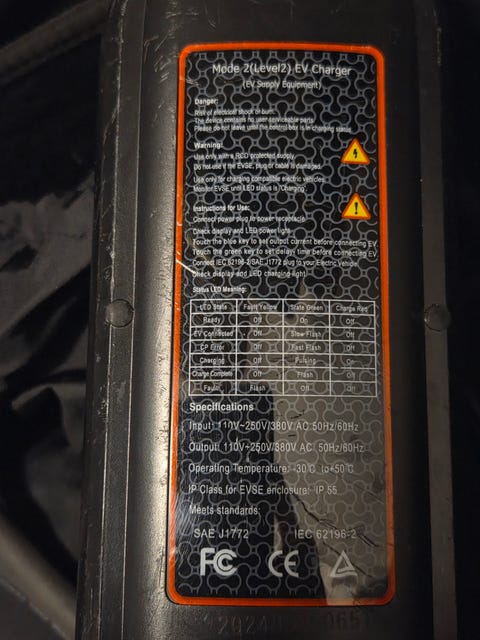 Mode 2(Level2) EV Charger
(EV Supply Equipment)
Danger:
Risk of electrical shock or burn.
The device contains no user serviceable parts.
Please do not leave until the control box is in charging status.
Warning:
Use only with a RCD protected supply.
Do not use if the EVSE, plug or cable is damaged.
Use only for charging compatible electric vehicles.
Monitor EVSE until LED status is 'Charging'.
Instructions for Use:
Connect power plug to power receptacle.
Check display and LED power light.
Touch the blue key to set output current before connecting EV
Touch the green key to set delay time before connecting EV
Connect IEC 62196-2/SAE J1772 plug to your Electric Vehicle.
Check display and LED charging light.
Status LED Meaning:
LED State Fault Yellow State Green Charge Red
Ready Off On Off
EV Connected Off Slow Flash Off
CP Error Off Fast Flash Off
Charging Off Pulsing On
Charge Complete Off Flash Off
Fault Flash Off Off
Specifications
Input: 110V~250V/380V AC 50Hz/60Hz
Output: 110V~250V/380V AC 50Hz/60Hz
Operating Temperature: -30℃ to+50℃
IP Class for EVSE enclosure: IP 55
Meets standards:
SAE J1772 IEC 62196-2
FC CE